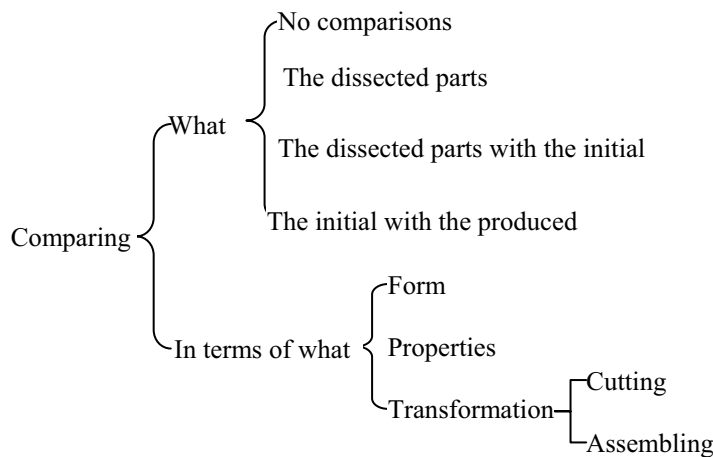 No comparisons
The dissected parts
What
The dissected parts with the initial
The initial with the produced
Comparing
Form
In terms of what
Properties
Cutting
Transformation
Assembling